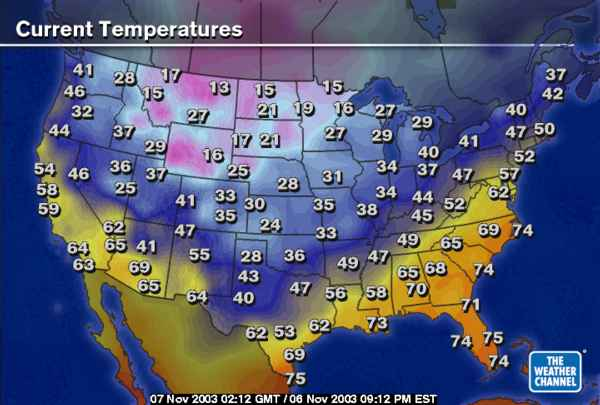 Current Temperatures
41 28 17 13 15 15 37
46 15 42
32 27 21 19 16 27 40
44 37 29 17 21 27 29 29 41 47 50
54 46 36 37 16 25 34 40 37 47 52
58 25 28 31 57
59 41 33 30 35 38 34 44 52 62
35 45
62 47 24 33 69 74
64 65 41 55 28 36 49 47 49 65
63 69 43 65 68 74
65 64 40 47 56 58 70
71
62 53 62 73
69 74 75
75 74
THE
WEATHER
CHANNEL
07 Nov 2003 02:12 GMT / 06 Nov 2003 09:12 PM EST